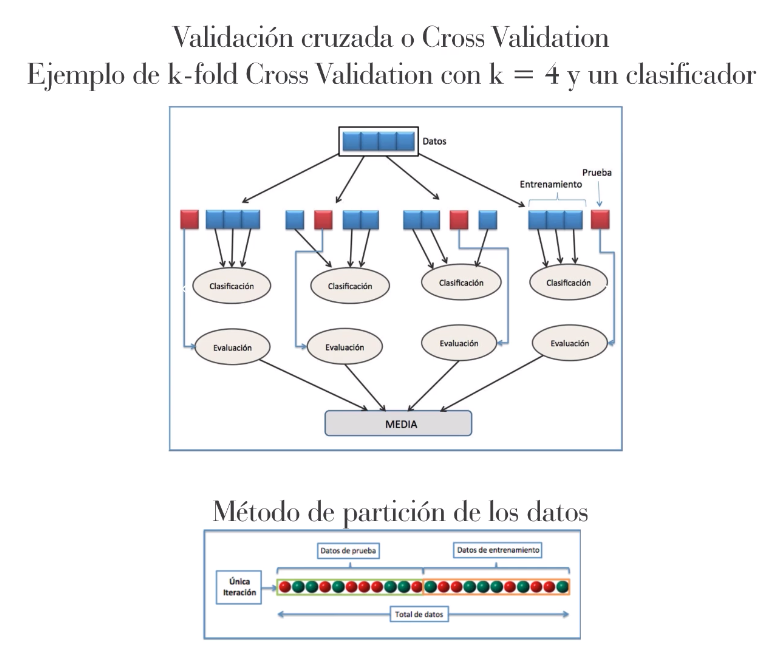 Validación cruzada o Cross Validation
Ejemplo de k-fold Cross Validation con k = 4 y un clasificador
Datos
Prueba
Entrenamiento
Clasificación
Clasificación
Clasificación
Clasificación
Evaluación
Evaluación
Evaluación
Evaluación
MEDIA
Método de partición de los datos
Datos de prueba
Datos de entrenamiento
Única
Iteración
Total de datos